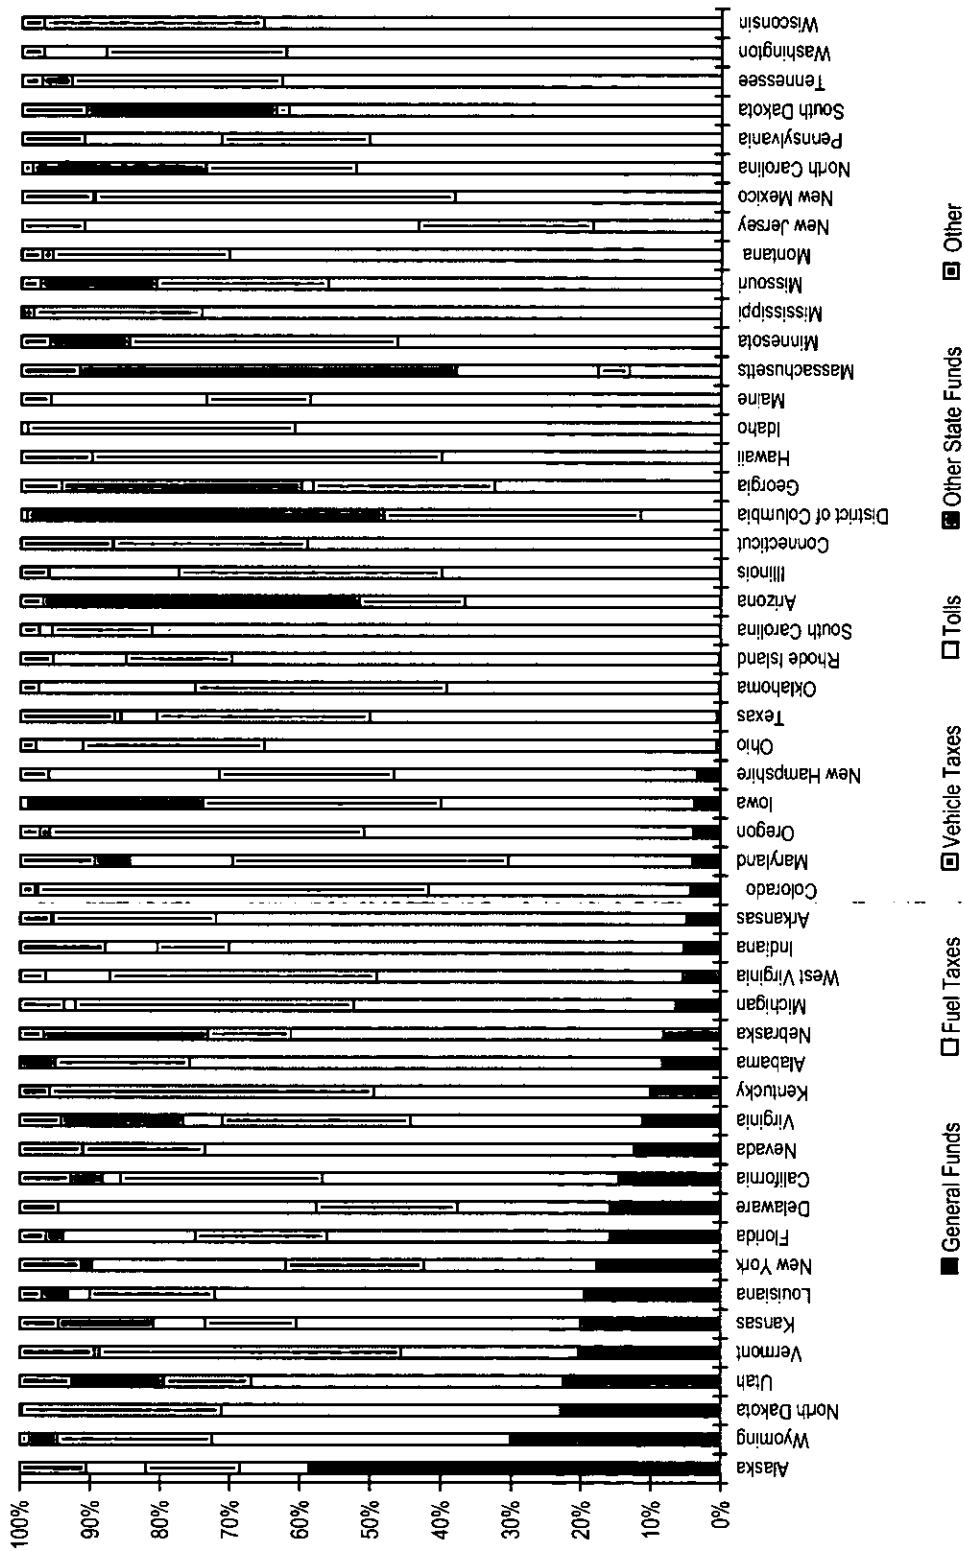 100%
90%
80%
70%
60%
50%
40%
30%
20%
10%
0%
Alaska
Wyoming
North Dakota
Utah
Vermont
Kansas
Louisiana
New York
Florida
Delaware
California
Nevada
Virginia
Kentucky
Alabama
Nebraska
Michigan
West Virginia
Indiana
Arkansas
Colorado
Maryland
Oregon
Iowa
New Hampshire
Ohio
Texas
Oklahoma
Rhode Island
South Carolina
Arizona
Illinois
Connecticut
District of Columbia
Georgia
Hawaii
Idaho
Maine
Massachusetts
Minnesota
Mississippi
Missouri
Montana
New Jersey
New Mexico
North Carolina
Pennsylvania
South Dakota
Tennessee
Washington
Wisconsin
General Funds
Fuel Taxes
Vehicle Taxes
Tolls
Other State Funds
Other